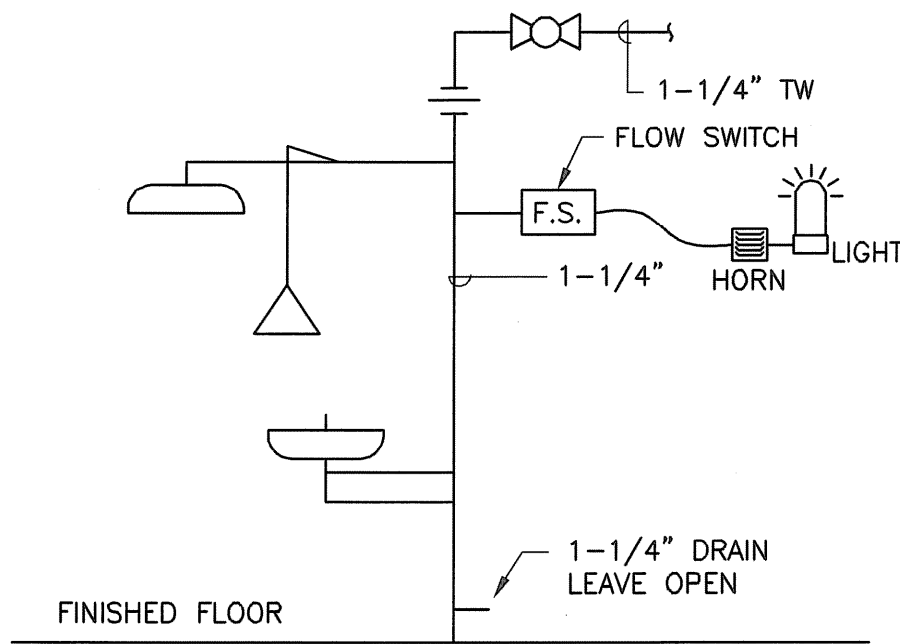 1-1/4" TW
FLOW SWITCH
F.S.
LIGHT
HORN
1-1/4"
1-1/4" DRAIN
LEAVE OPEN
FINISHED FLOOR